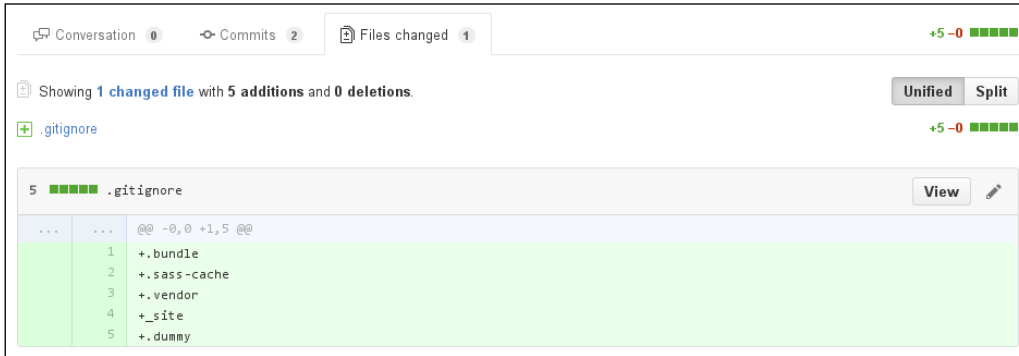 Conversation 0 Commits 2 Files changed 1 +5 −0
Showing 1 changed file with 5 additions and 0 deletions. Unified Split
.gitignore +5 −0
5 .gitignore View
... ... @@ -0,0 +1,5 @@
1 +.bundle
2 +.sass-cache
3 +.vendor
4 +_site
5 +.dummy